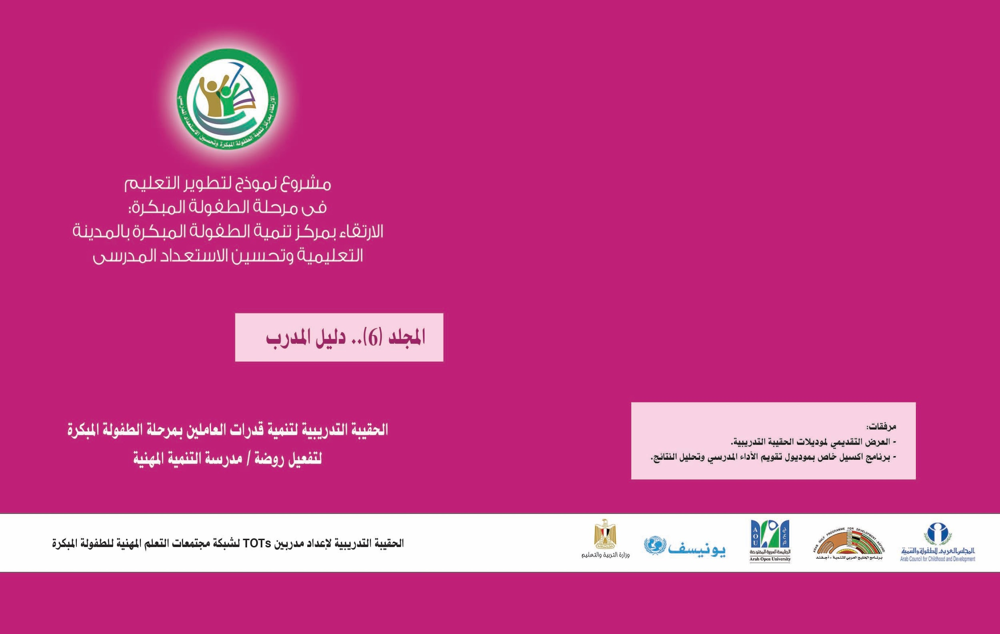 الارتقاء بمركز تنمية الطفولة المبكرة وتحسين الاستعداد المدرسي
مشروع نموذج لتطوير التعليم
فى مرحلة الطفولة المبكرة:
الارتقاء بمركز تنمية الطفولة المبكرة بالمدينة
التعليمية وتحسين الاستعداد المدرسى
المجلد (6).. دليل المدرب
الحقيبة التدريبية لتنمية قدرات العاملين بمرحلة الطفولة المبكرة
لتفعيل روضة / مدرسة التنمية المهنية
الحقيبة التدريبية لإعداد مدربين TOTs لشبكة مجتمعات التعلم المهنية للطفولة المبكرة
مرفقات:
- العرض التقديمي لموديلات الحقيبة التدريبية.
- برنامج اكسيل خاص بموديول تقويم الأداء المدرسي وتحليل النتائج.
المجلس العربى للطفولة والتنمية
Arab Council for Childhood and Development
ARAB GULF PROGRAMME FOR DEVELOPMENT - AGFUND
برنامج الخليج العربي للتنمية - أجفند
AOU
ج ع م
الجامعة العربية المفتوحة
Arab Open University
يونيسف
وزارة التربية والتعليم